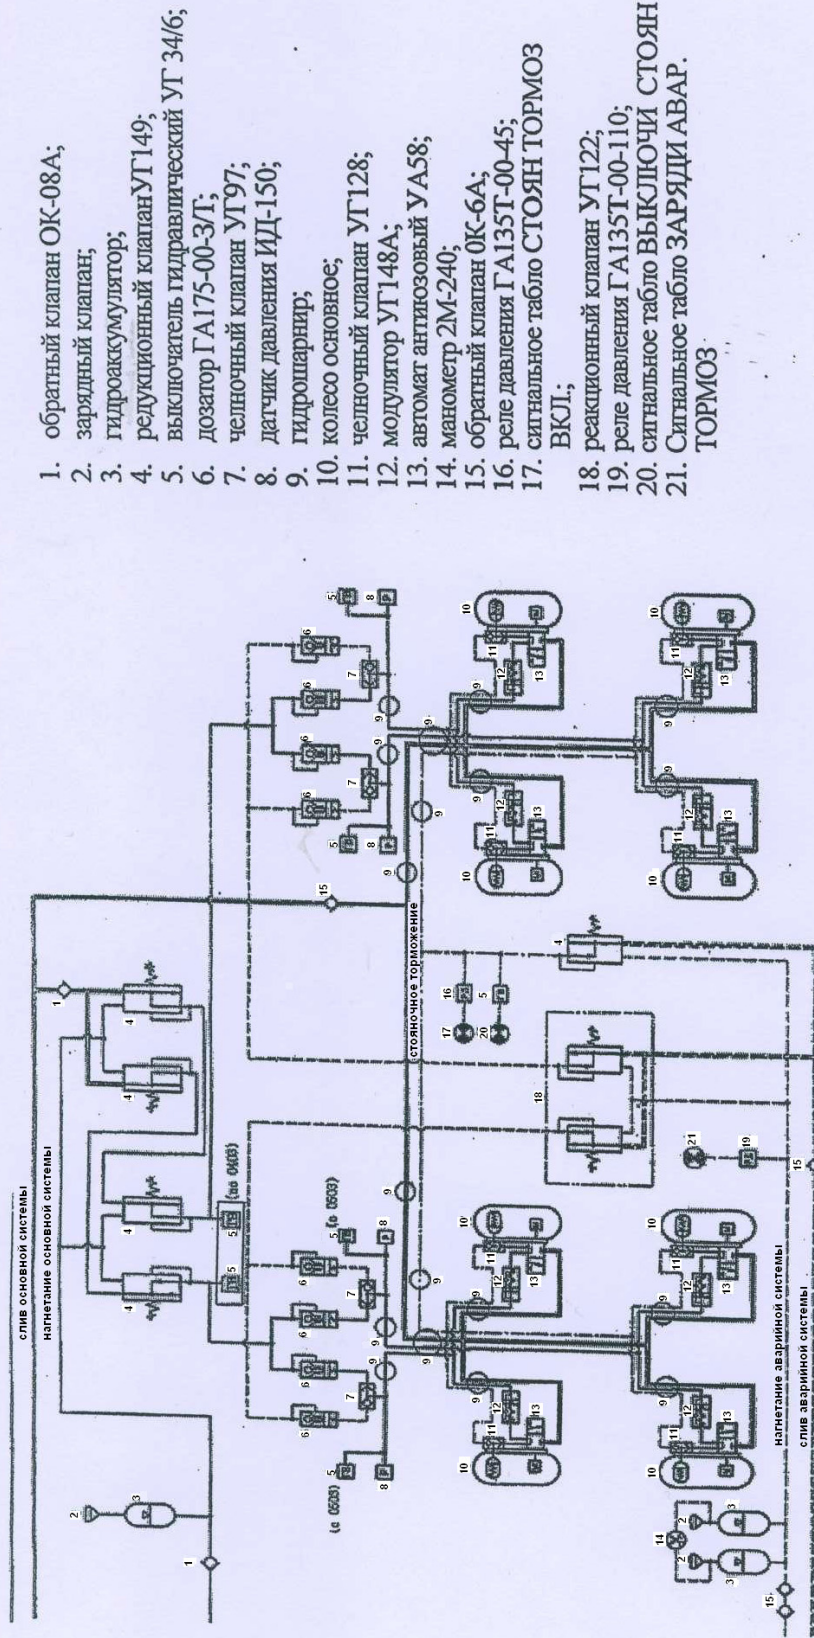 1. обратный клапан ОК-08А;
2. зарядный клапан;
3. гидроаккумулятор;
4. редукционный клапанУГ149;
5. выключатель гидравлический УГ 34/6;
6. дозатор ГА175-00-3/Т;
7. челночный клапан УГ97;
8. датчик давления ИД-150;
9. гидрошарнир;
10. колесо основное;
11. челночный клапан УГ128;
12. модулятор УГ148А;
13. автомат антиюзовый УА58;
14. манометр 2М-240;
15. обратный клапан 0К-6А;
16. реле давления ГА135Т-00-45;
17. сигнальное табло СТОЯН ТОРМОЗ
ВКЛ.,
18. реакционный клапан УГ122;
19. реле давления ГА135Т-00-110;
20. сигнальное табло ВЫКЛЮЧИ СТОЯН
21. Сигнальное табло ЗАРЯДИ АВАР.
ТОРМОЗ
слив основной системы
нагнетание основной системы
(по 0403)
(с 0503)
(с 0503)
стояночное торможение
нагнетание аварийной системы
слив аварийной системы